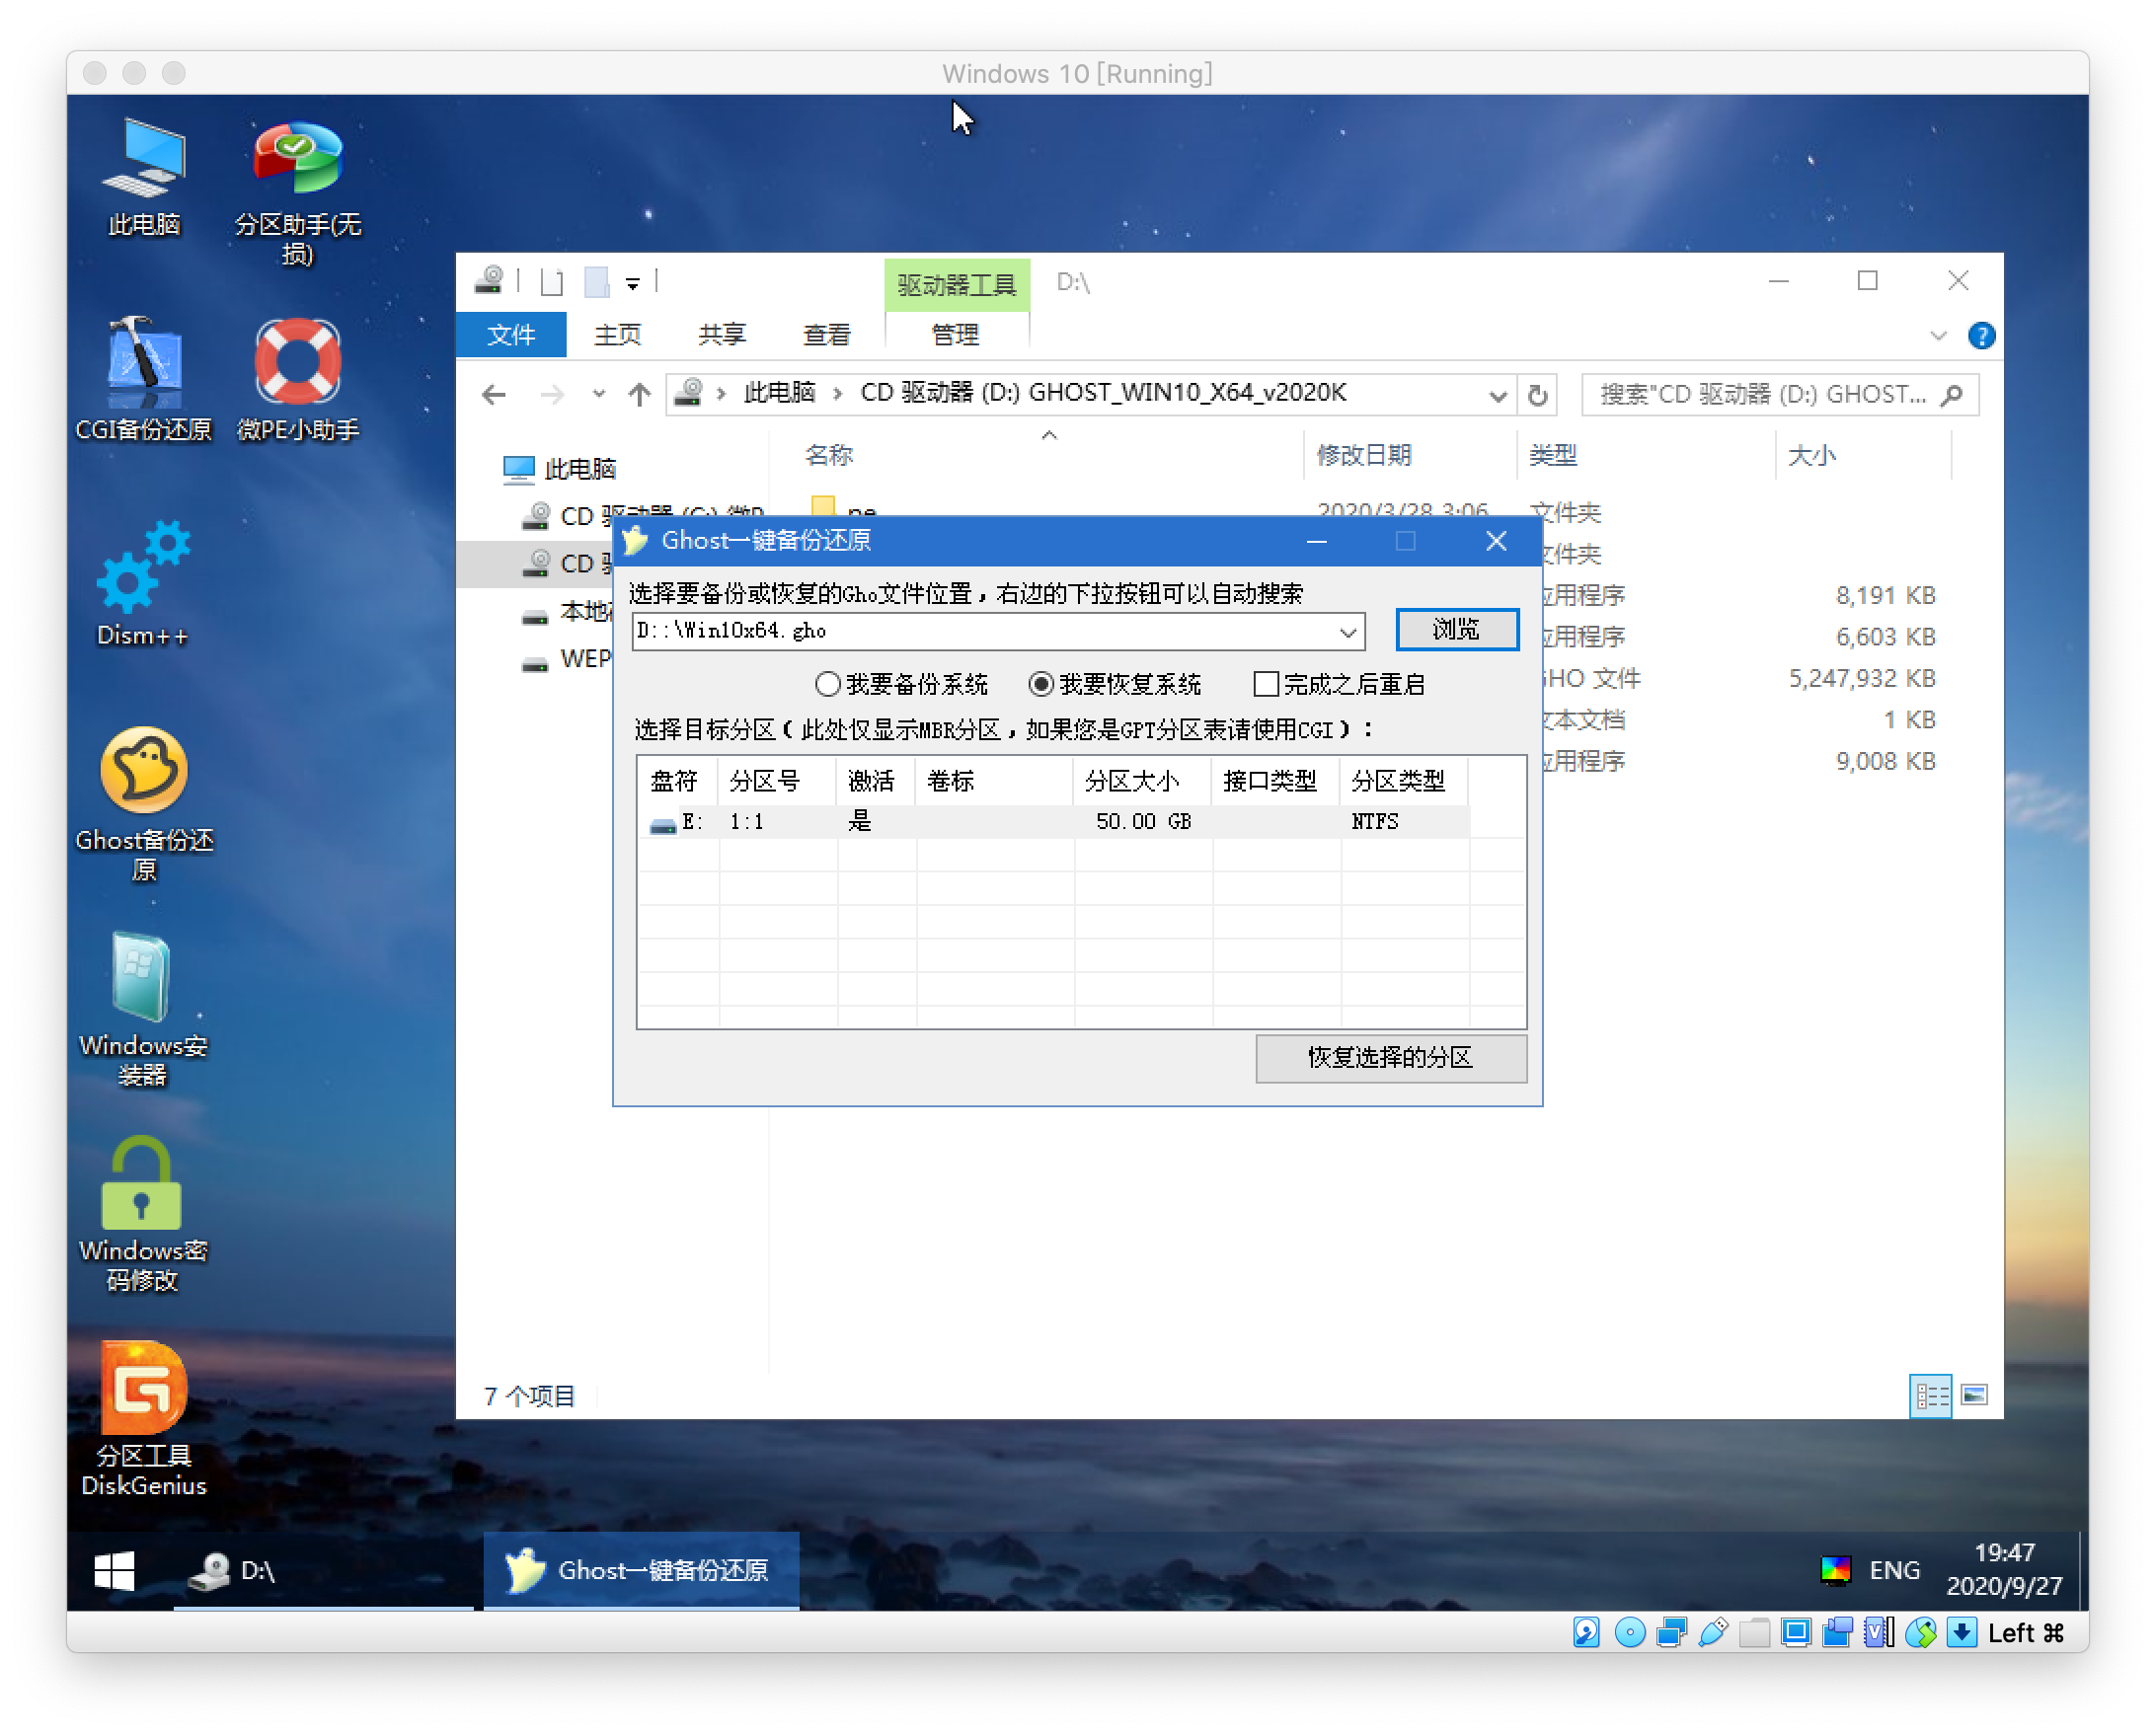 Windows 10 [Running]
此电脑
分区助手(无
损)
CGI备份还原
微PE小助手
Dism++
Ghost备份还
原
Windows安
装器
Windows密
码修改
分区工具
DiskGenius
驱动器工具
D:\
文件
主页
共享
查看
管理
此电脑 › CD 驱动器 (D:) GHOST_WIN10_X64_v2020K
搜索"CD 驱动器 (D:) GHOST...
名称
修改日期
类型
大小
此电脑
CD 驱动器 (C:) 微P
CD
本地
WEP
pe
2020/3/28 3:06
文件夹
文件夹
应用程序
8,191 KB
应用程序
6,603 KB
GHO 文件
5,247,932 KB
文本文档
1 KB
应用程序
9,008 KB
Ghost一键备份还原
选择要备份或恢复的Gho文件位置，右边的下拉按钮可以自动搜索
D::\Win10x64.gho
浏览
我要备份系统
我要恢复系统
完成之后重启
选择目标分区（此处仅显示MBR分区，如果您是GPT分区表请使用CGI）：
盘符 分区号 激活 卷标 分区大小 接口类型 分区类型
E: 1:1 是 50.00 GB NTFS
恢复选择的分区
7 个项目
D:\
Ghost一键备份还原
ENG
19:47
2020/9/27
Left ⌘